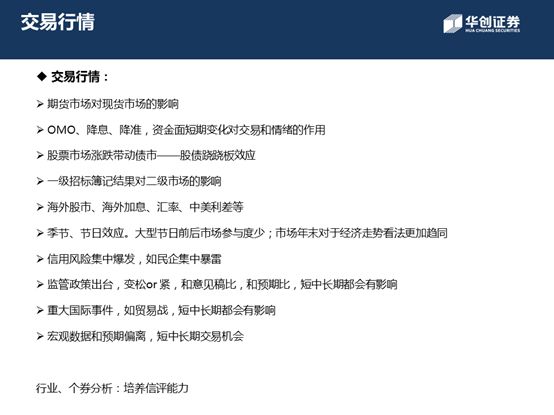 交易行情
华创证券
HUA CHUANG SECURITIES
◆ 交易行情：
➢ 期货市场对现货市场的影响
➢ OMO、降息、降准，资金面短期变化对交易和情绪的作用
➢ 股票市场涨跌带动债市——股债跷跷板效应
➢ 一级招标簿记结果对二级市场的影响
➢ 海外股市、海外加息、汇率、中美利差等
➢ 季节、节日效应。大型节日前后市场参与度少；市场年末对于经济走势看法更加趋同
➢ 信用风险集中爆发，如民企集中暴雷
➢ 监管政策出台，变松or 紧，和意见稿比，和预期比，短中长期都会有影响
➢ 重大国际事件，如贸易战，短中长期都会有影响
➢ 宏观数据和预期偏离，短中长期交易机会
行业、个券分析：培养信评能力